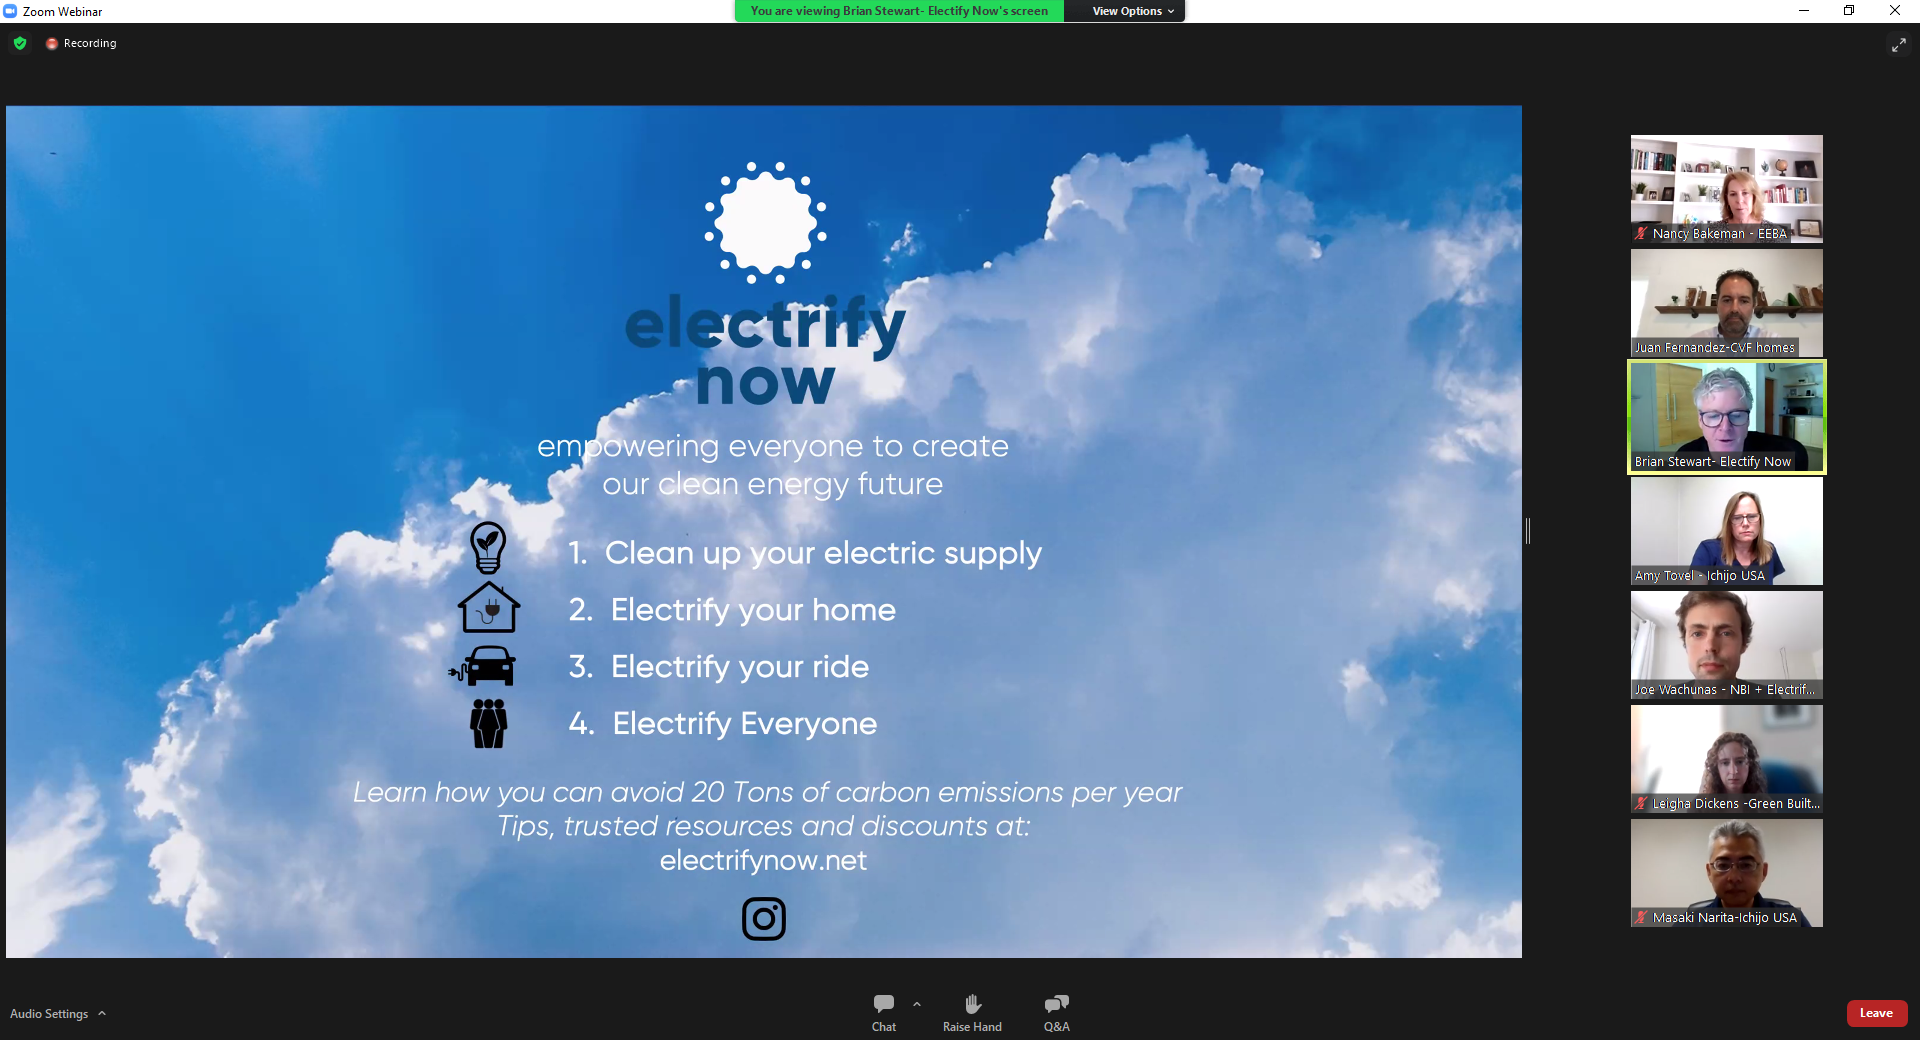 Zoom Webinar
You are viewing Brian Stewart- Electify Now's screen
View Options
Recording
electrify
now
empowering everyone to create
our clean energy future
1. Clean up your electric supply
2. Electrify your home
3. Electrify your ride
4. Electrify Everyone
Learn how you can avoid 20 Tons of carbon emissions per year
Tips, trusted resources and discounts at:
electrifynow.net
Nancy Bakeman - EEBA
Juan Fernandez-CVF homes
Brian Stewart- Electify Now
Amy Tovel - Ichijo USA
Joe Wachunas - NBI + Electrif...
Leigha Dickens -Green Built...
Masaki Narita-Ichijo USA
Audio Settings
Chat
Raise Hand
Q&A
Leave